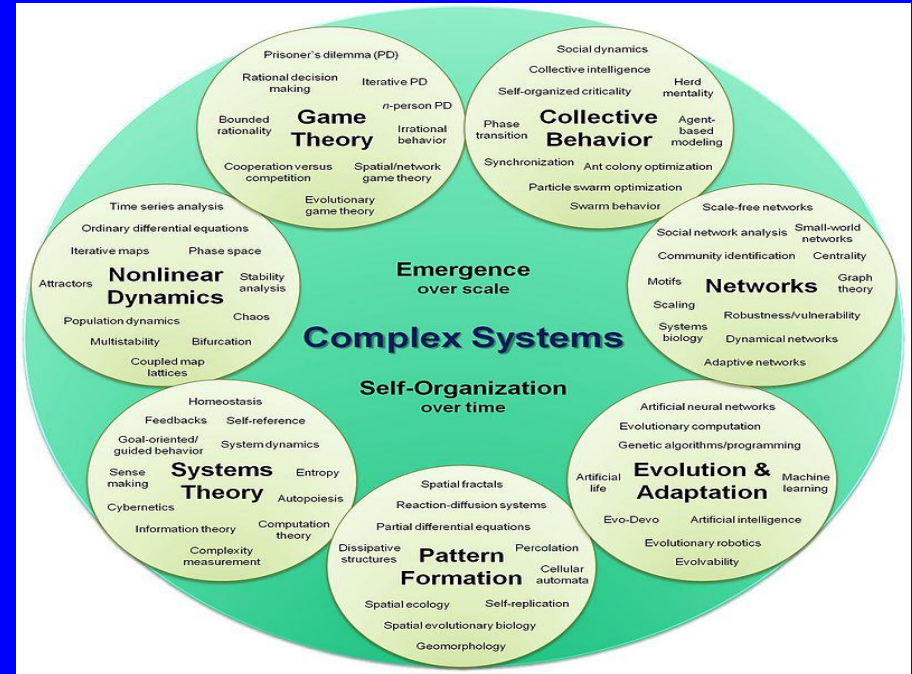 Prisoner's dilemma (PD)
Rational decision
making
Iterative PD
n-person PD
Bounded
rationality
Game
Theory
Irrational
behavior
Cooperation versus
competition
Spatial/network
game theory
Evolutionary
game theory
Social dynamics
Collective intelligence
Herd
mentality
Self-organized criticality
Phase
transition
Collective
Behavior
Agent-
based
modeling
Synchronization
Ant colony optimization
Particle swarm optimization
Swarm behavior
Time series analysis
Ordinary differential equations
Iterative maps
Phase space
Attractors
Nonlinear
Dynamics
Stability
analysis
Population dynamics
Chaos
Multistability
Bifurcation
Coupled map
lattices
Emergence
over scale
Complex Systems
Self-Organization
over time
Scale-free networks
Social network analysis
Small-world
networks
Community identification
Centrality
Motifs
Networks
Graph
theory
Scaling
Robustness/vulnerability
Systems
biology
Dynamical networks
Adaptive networks
Homeostasis
Feedbacks
Self-reference
Goal-oriented/
guided behavior
System dynamics
Sense
making
Systems
Theory
Entropy
Cybernetics
Autopoiesis
Information theory
Computation
theory
Complexity
measurement
Spatial fractals
Reaction-diffusion systems
Partial differential equations
Dissipative
structures
Pattern
Formation
Percolation
Cellular
automata
Spatial ecology
Self-replication
Spatial evolutionary biology
Geomorphology
Artificial neural networks
Evolutionary computation
Genetic algorithms/programming
Artificial
life
Evolution &
Adaptation
Machine
learning
Evo-Devo
Artificial intelligence
Evolutionary robotics
Evolvability